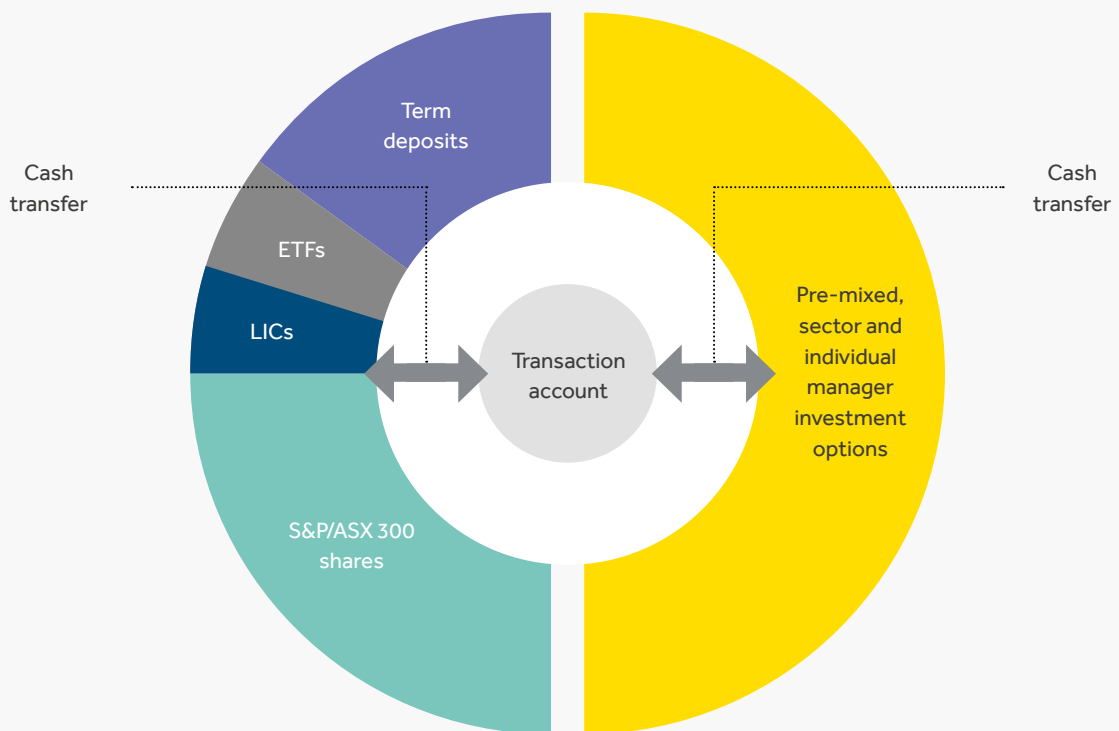 Term
deposits
Cash
transfer
Cash
transfer
ETFs
LICs
Pre-mixed,
sector and
individual
manager
investment
options
Transaction
account
S&P/ASX 300
shares